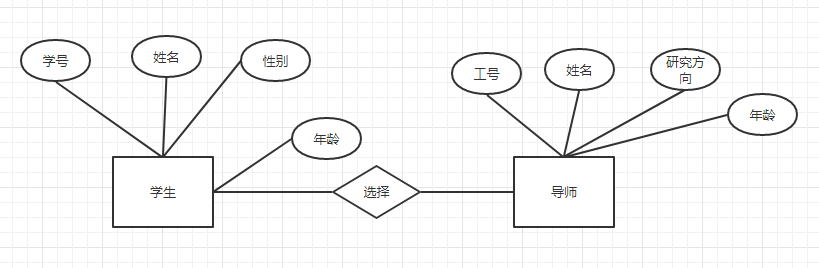 学号
姓名
性别
年龄
工号
姓名
研究方
向
年龄
学生
选择
导师